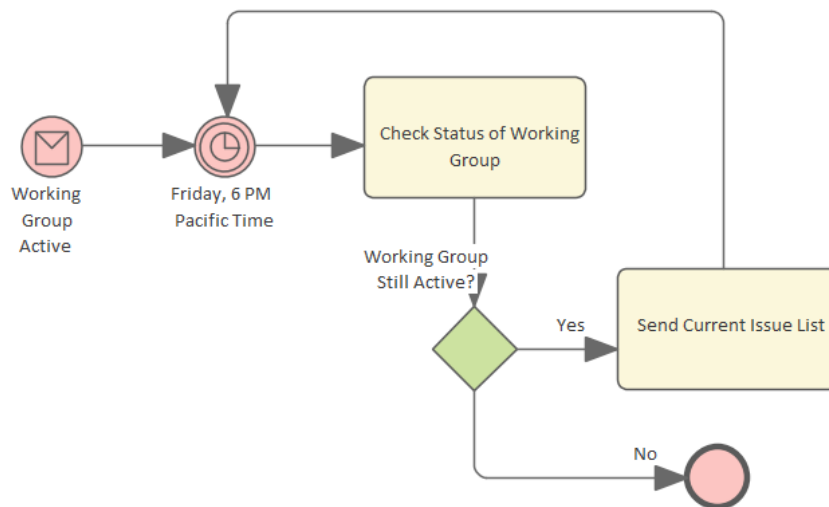 Check Status of Working
Group
Working
Group
Active
Friday, 6 PM
Pacific Time
Working Group
Still Active?
Yes
Send Current Issue List
No